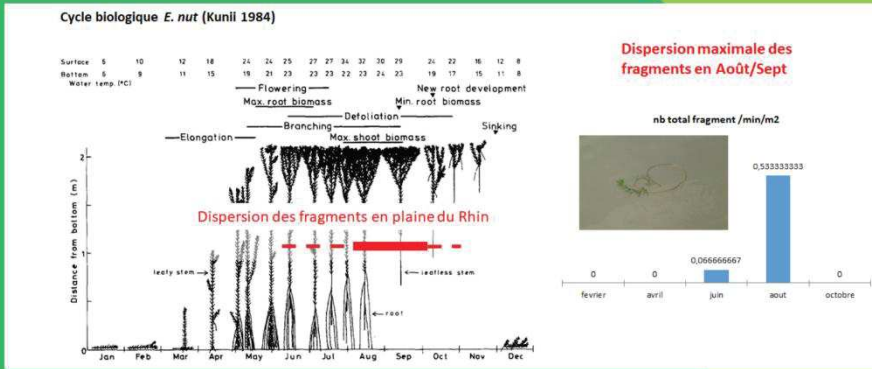 Cycle biologique E. nut (Kunii 1984)
Surface 5 10 12 18 24 24 25 27 27 34 32 30 29 24 22 16 12 8
Bottom 5 9 11 15 19 21 23 23 23 22 23 24 23 19 17 15 11 8
Water temp. (°C)
Flowering
New root development
Max. root biomass
Min. root biomass
Defoliation
Branching
Sinking
Elongation
Max. shoot biomass
Distance from bottom (m)
2
1
0
Dispersion des fragments en plaine du Rhin
leafy stem
leafless stem
root
Jan Feb Mar Apr May Jun Jul Aug Sep Oct Nov Dec
Dispersion maximale des
fragments en Août/Sept
nb total fragment /min/m2
0,533333333
0,066666667
0 0 0
fevrier avril juin aout octobre